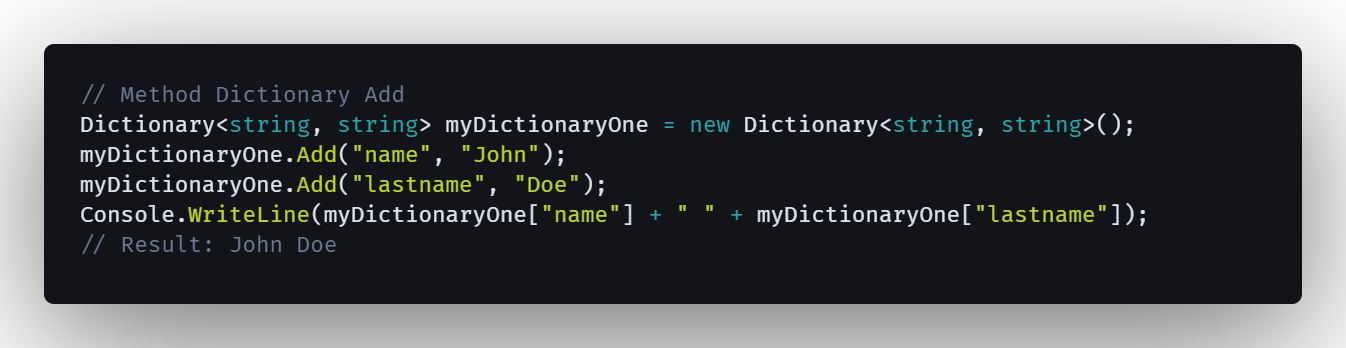 // Method Dictionary Add
Dictionary<string, string> myDictionaryOne = new Dictionary<string, string>();
myDictionaryOne.Add("name", "John");
myDictionaryOne.Add("lastname", "Doe");
Console.WriteLine(myDictionaryOne["name"] + " " + myDictionaryOne["lastname"]);
// Result: John Doe